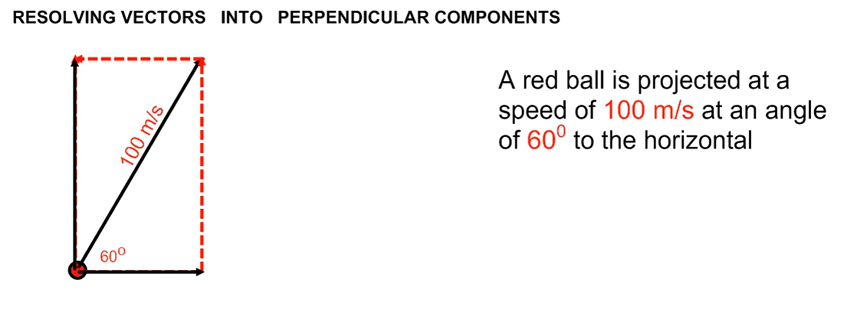 RESOLVING VECTORS INTO PERPENDICULAR COMPONENTS
A red ball is projected at a
speed of 100 m/s at an angle
of 60⁰ to the horizontal
100 m/s
60⁰